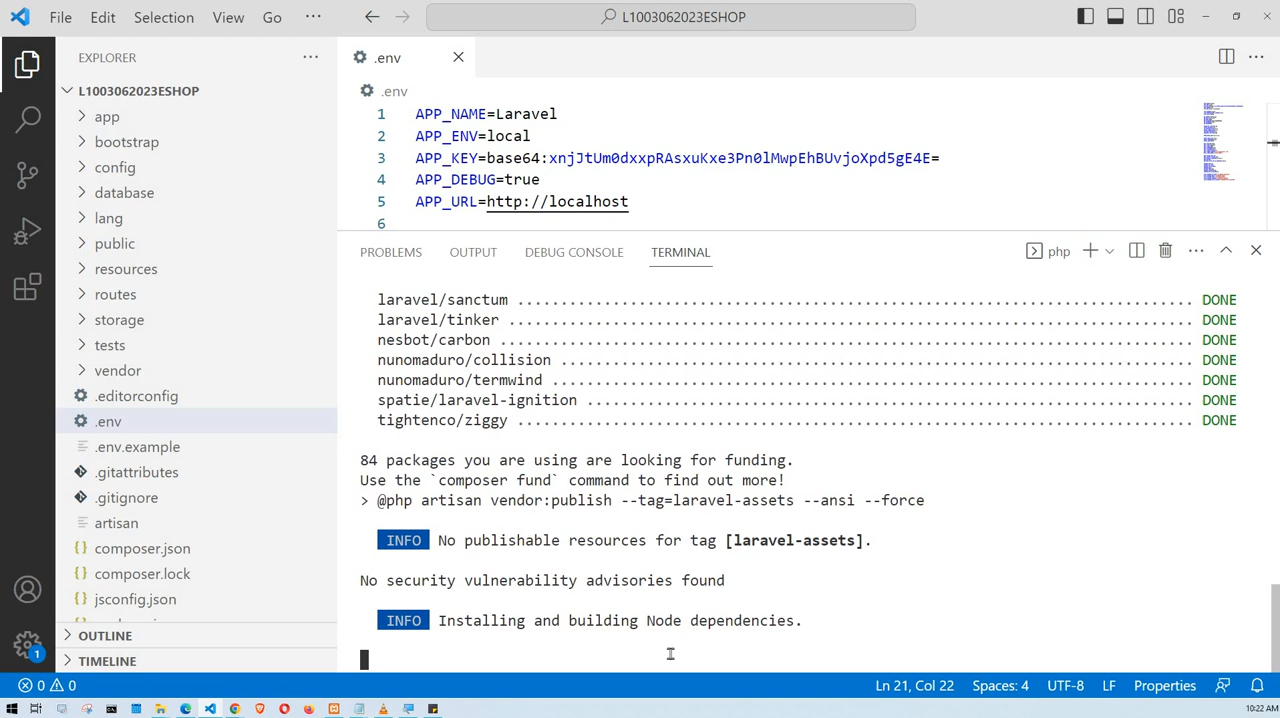 File Edit Selection View Go ··· L1003062023ESHOP
EXPLORER ···
L1003062023ESHOP
app
bootstrap
config
database
lang
public
resources
routes
storage
tests
vendor
.editorconfig
.env
.env.example
.gitattributes
.gitignore
artisan
composer.json
composer.lock
jsconfig.json
OUTLINE
TIMELINE
.env
.env
1 APP_NAME=Laravel
2 APP_ENV=local
3 APP_KEY=base64:xnjJtUm0dxxpRAsxuKxe3Pn0lMwpEhBUvjoXpd5gE4E=
4 APP_DEBUG=true
5 APP_URL=http://localhost
6
PROBLEMS OUTPUT DEBUG CONSOLE TERMINAL php
laravel/sanctum ........................................................................... DONE
laravel/tinker ............................................................................ DONE
nesbot/carbon ............................................................................. DONE
nunomaduro/collision ...................................................................... DONE
nunomaduro/termwind ....................................................................... DONE
spatie/laravel-ignition ................................................................... DONE
tightenco/ziggy ........................................................................... DONE
84 packages you are using are looking for funding.
Use the `composer fund` command to find out more!
> @php artisan vendor:publish --tag=laravel-assets --ansi --force
INFO No publishable resources for tag [laravel-assets].
No security vulnerability advisories found
INFO Installing and building Node dependencies.
1
0 0 Ln 21, Col 22 Spaces: 4 UTF-8 LF Properties
10:22 AM